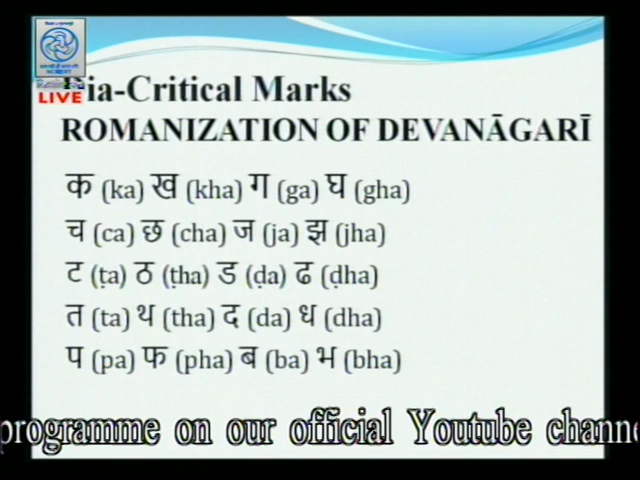 LIVE
Dia-Critical Marks
ROMANIZATION OF DEVANĀGARĪ
क (ka) ख (kha) ग (ga) घ (gha)
च (ca) छ (cha) ज (ja) झ (jha)
ट (ṭa) ठ (ṭha) ड (ḍa) ढ (ḍha)
त (ta) थ (tha) द (da) ध (dha)
प (pa) फ (pha) ब (ba) भ (bha)
programme on our official Youtube channe